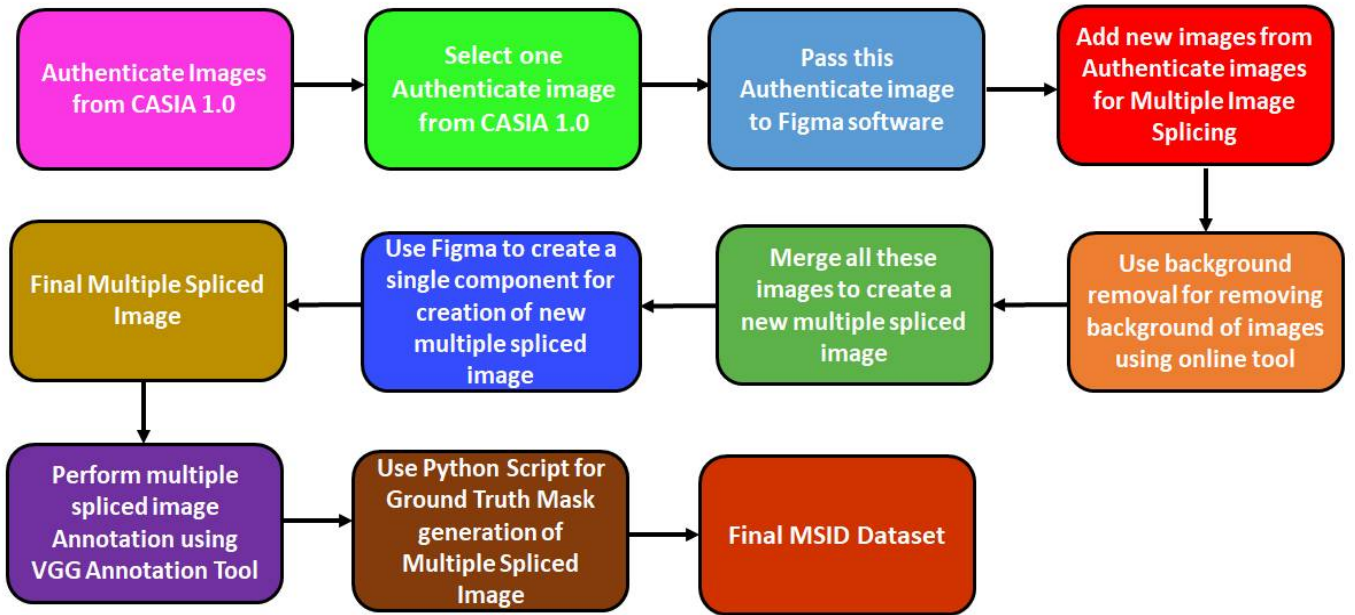 Authenticate Images
from CASIA 1.0
Select one
Authenticate image
from CASIA 1.0
Pass this
Authenticate image
to Figma software
Add new images from
Authenticate images
for Multiple Image
Splicing
Use background
removal for removing
background of images
using online tool
Merge all these
images to create a
new multiple spliced
image
Use Figma to create a
single component for
creation of new
multiple spliced
image
Final Multiple Spliced
Image
Perform multiple
spliced image
Annotation using
VGG Annotation Tool
Use Python Script for
Ground Truth Mask
generation of
Multiple Spliced
Image
Final MSID Dataset